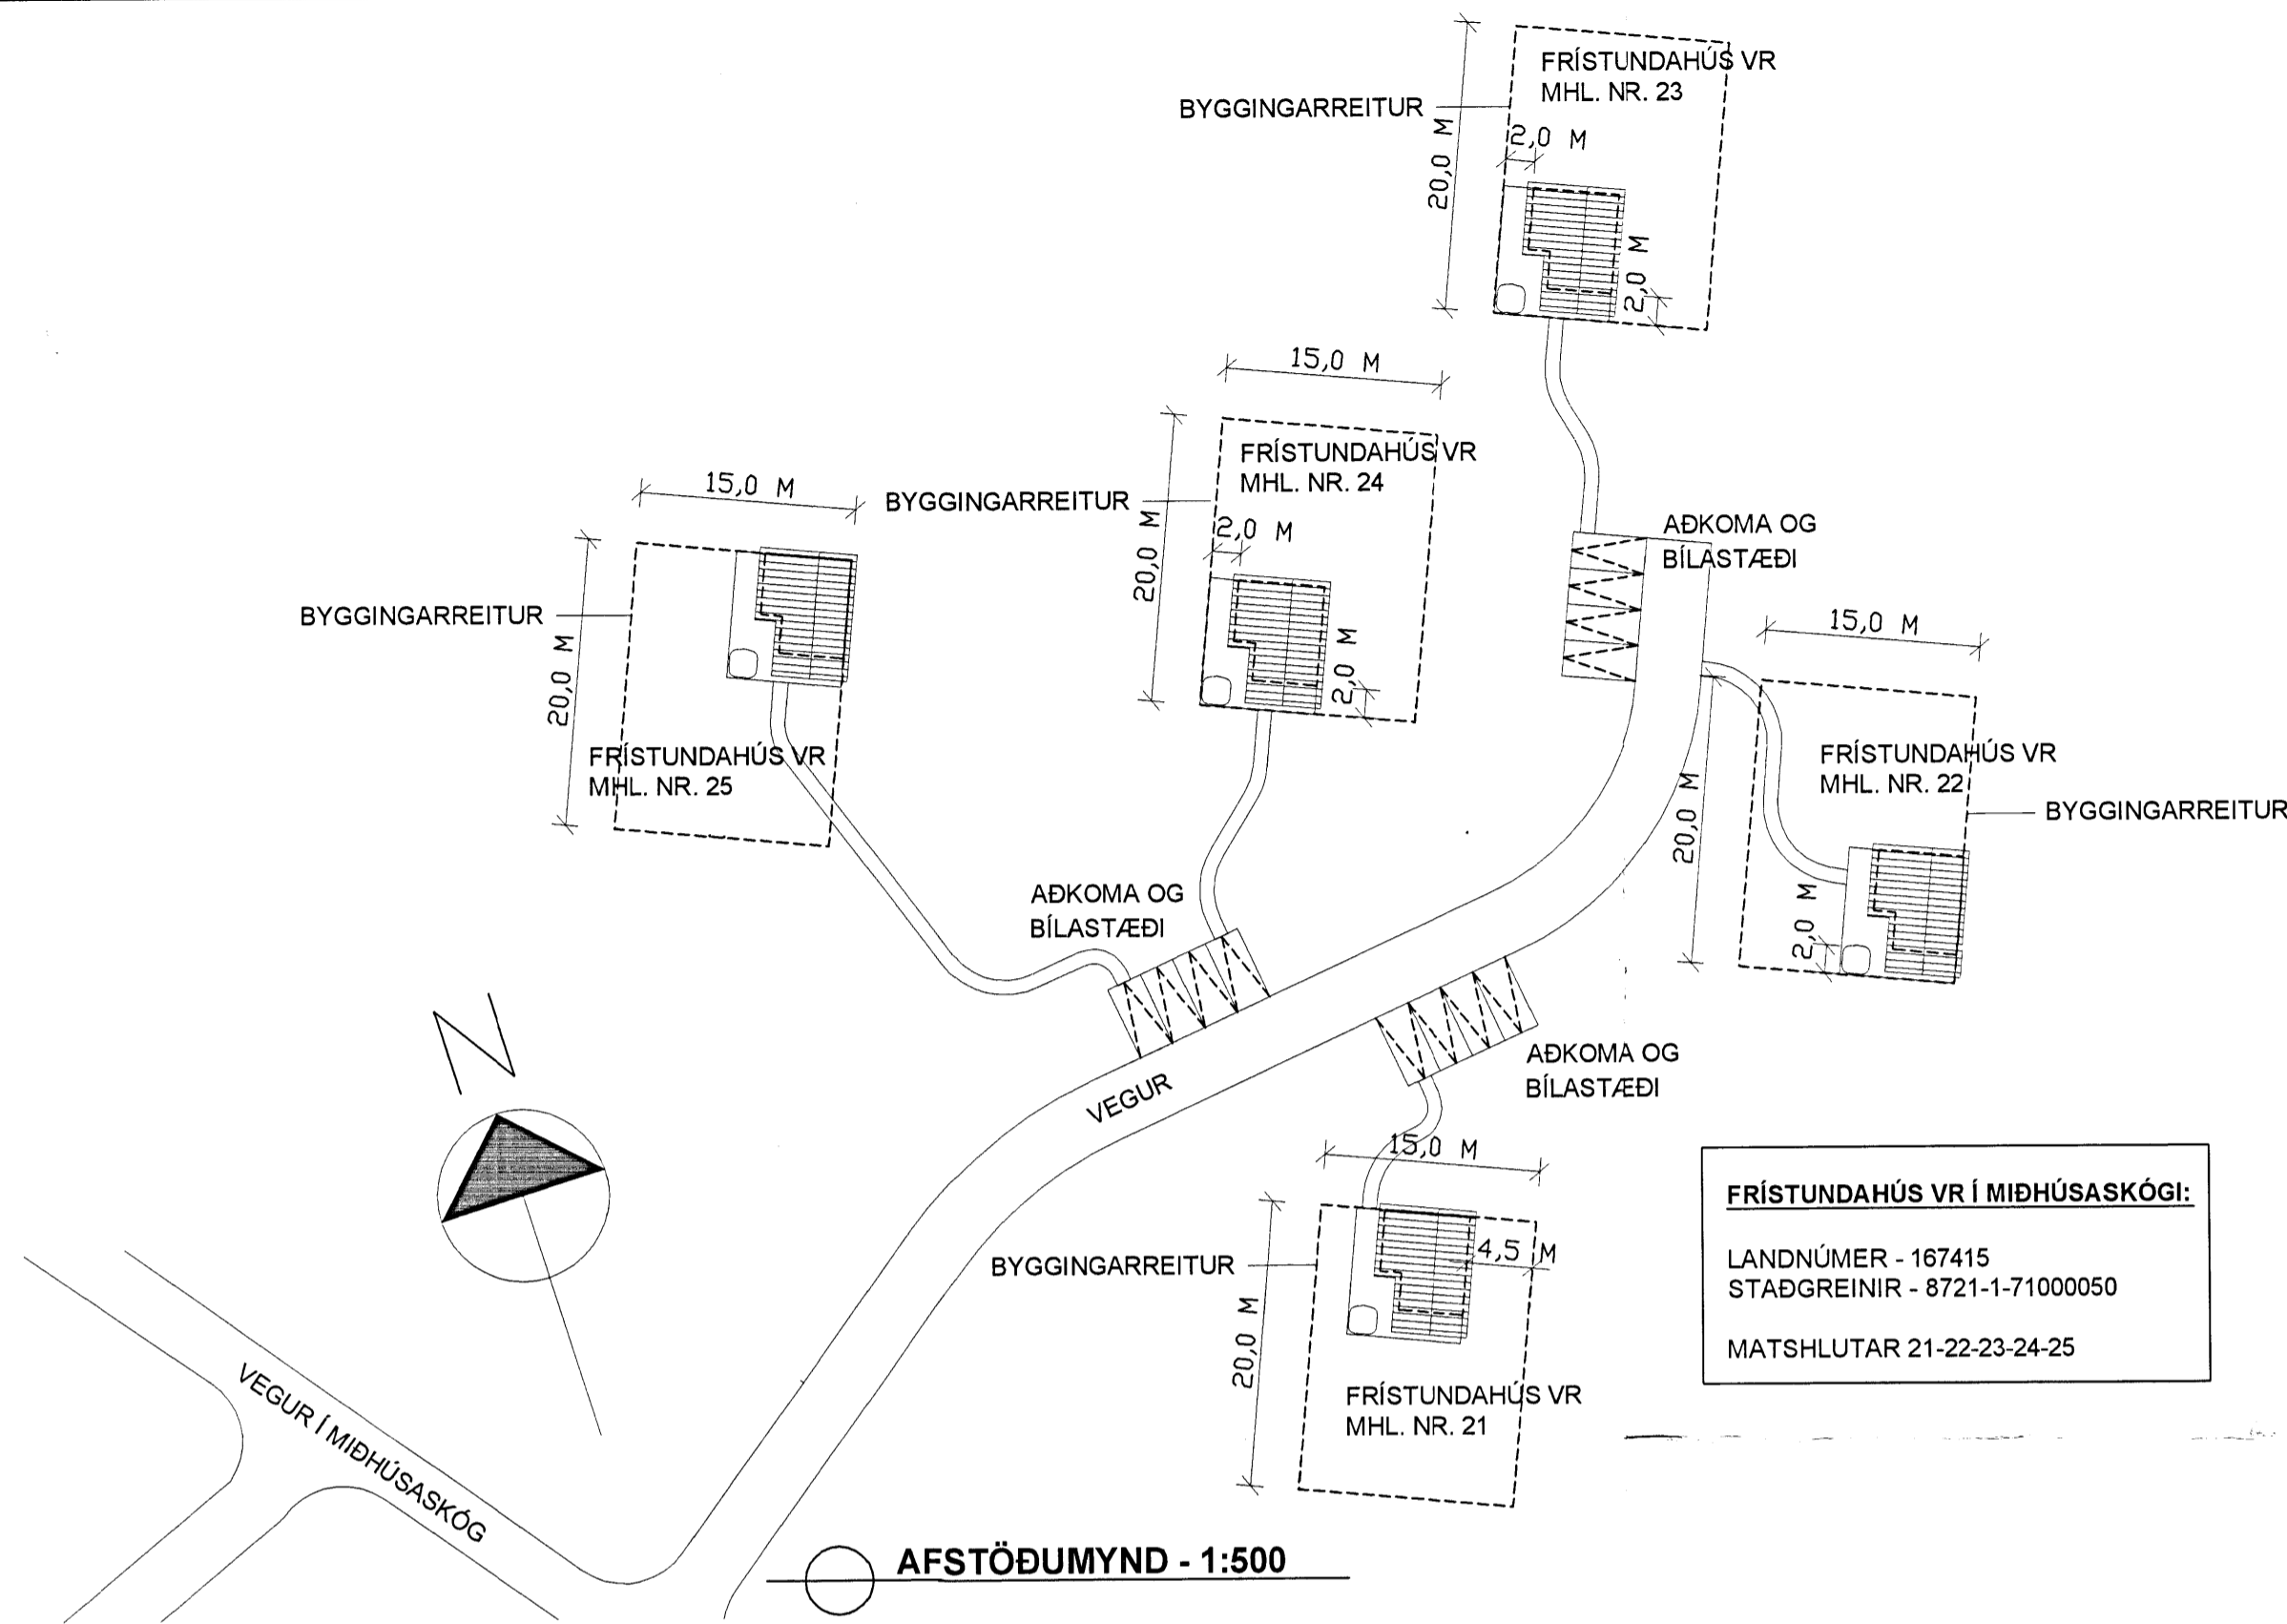 FRÍSTUNDAHÚS VR
MHL. NR. 23
BYGGINGARREITUR
20,0 M
2,0 M
2,0 M
15,0 M
FRÍSTUNDAHÚS VR
MHL. NR. 24
BYGGINGARREITUR
20,0 M
2,0 M
2,0 M
15,0 M
BYGGINGARREITUR
20,0 M
FRÍSTUNDAHÚS VR
MHL. NR. 25
AÐKOMA OG
BÍLASTÆÐI
15,0 M
FRÍSTUNDAHÚS VR
MHL. NR. 22
BYGGINGARREITUR
20,0 M
2,0 M
AÐKOMA OG
BÍLASTÆÐI
AÐKOMA OG
BÍLASTÆÐI
VEGUR
N
15,0 M
4,5 M
BYGGINGARREITUR
20,0 M
FRÍSTUNDAHÚS VR
MHL. NR. 21
VEGUR Í MIÐHÚSASKÓG
FRÍSTUNDAHÚS VR Í MIÐHÚSASKÓGI:
LANDNÚMER - 167415
STAÐGREINIR - 8721-1-71000050
MATSHLUTAR 21-22-23-24-25
AFSTÖÐUMYND - 1:500